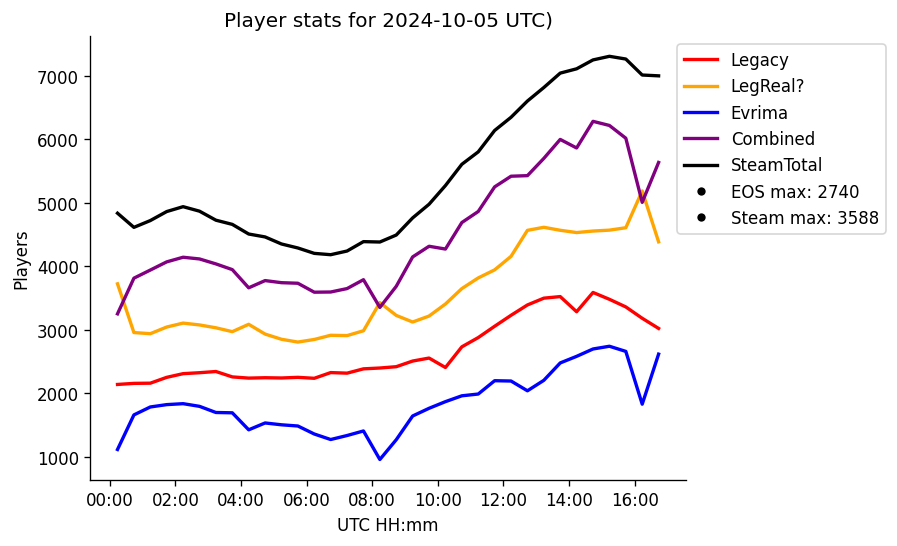 Player stats for 2024-10-05 UTC)
Legacy
LegReal?
Evrima
Combined
SteamTotal
EOS max: 2740
Steam max: 3588
Players
7000
6000
5000
4000
3000
2000
1000
00:00 02:00 04:00 06:00 08:00 10:00 12:00 14:00 16:00
UTC HH:mm